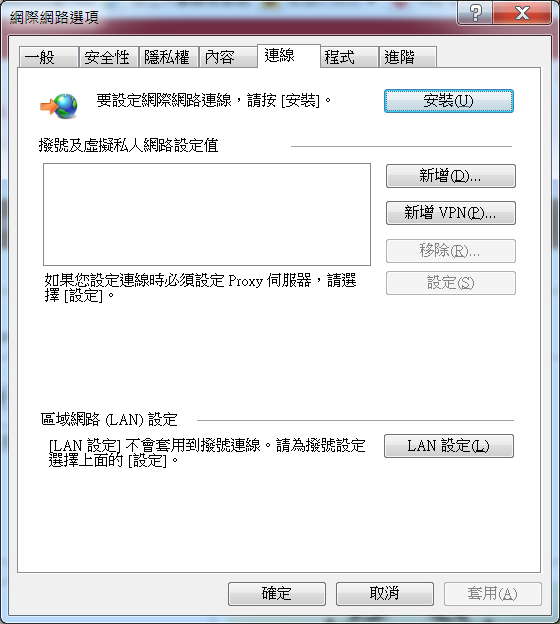 網際網路選項
?
一般 安全性 隱私權 內容 連線 程式 進階
要設定網際網路連線，請按 [安裝]。
安裝(U)
撥號及虛擬私人網路設定值
新增(D)...
新增 VPN(P)...
移除(R)...
如果您設定連線時必須設定 Proxy 伺服器，請選
擇 [設定]。
設定(S)
區域網路 (LAN) 設定
[LAN 設定] 不會套用到撥號連線。請為撥號設定
選擇上面的 [設定]。
LAN 設定(L)
確定 取消 套用(A)